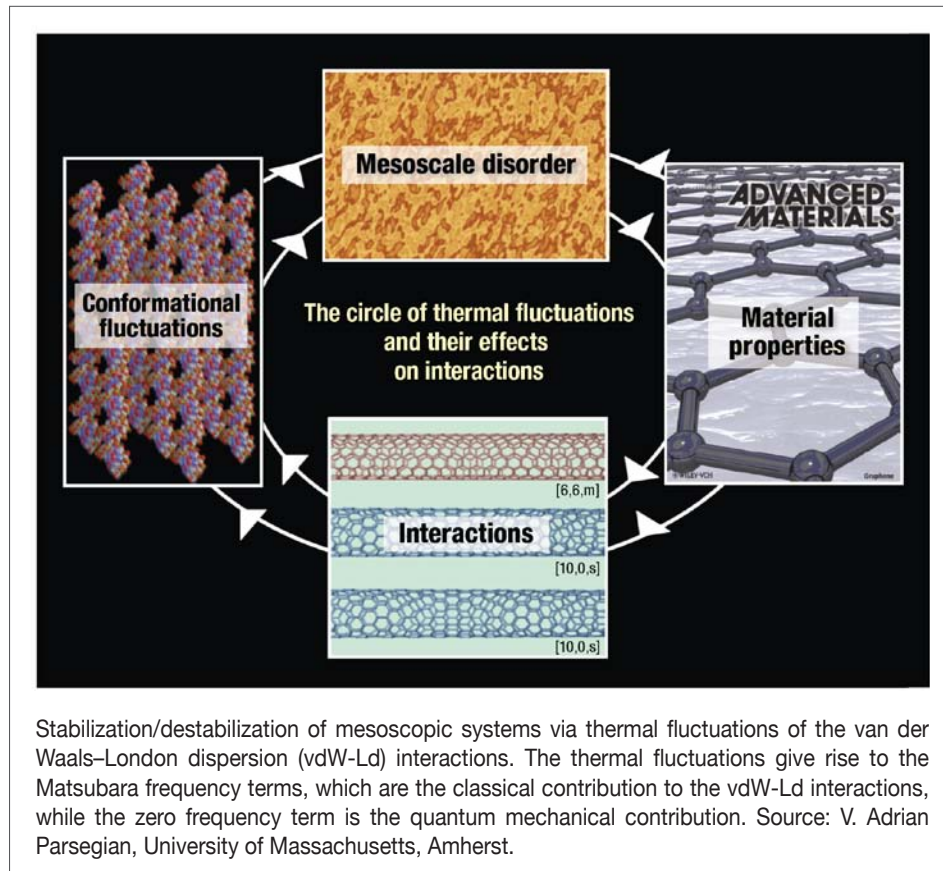 Mesoscale disorder
ADVANCED
MATERIALS
Conformational
fluctuations
The circle of thermal fluctuations
and their effects
on interactions
Material
properties
© WILEY-VCH
Graphene
[6,6,m]
Interactions
[10,0,s]
[10,0,s]
Stabilization/destabilization of mesoscopic systems via thermal fluctuations of the van der
Waals–London dispersion (vdW-Ld) interactions. The thermal fluctuations give rise to the
Matsubara frequency terms, which are the classical contribution to the vdW-Ld interactions,
while the zero frequency term is the quantum mechanical contribution. Source: V. Adrian
Parsegian, University of Massachusetts, Amherst.